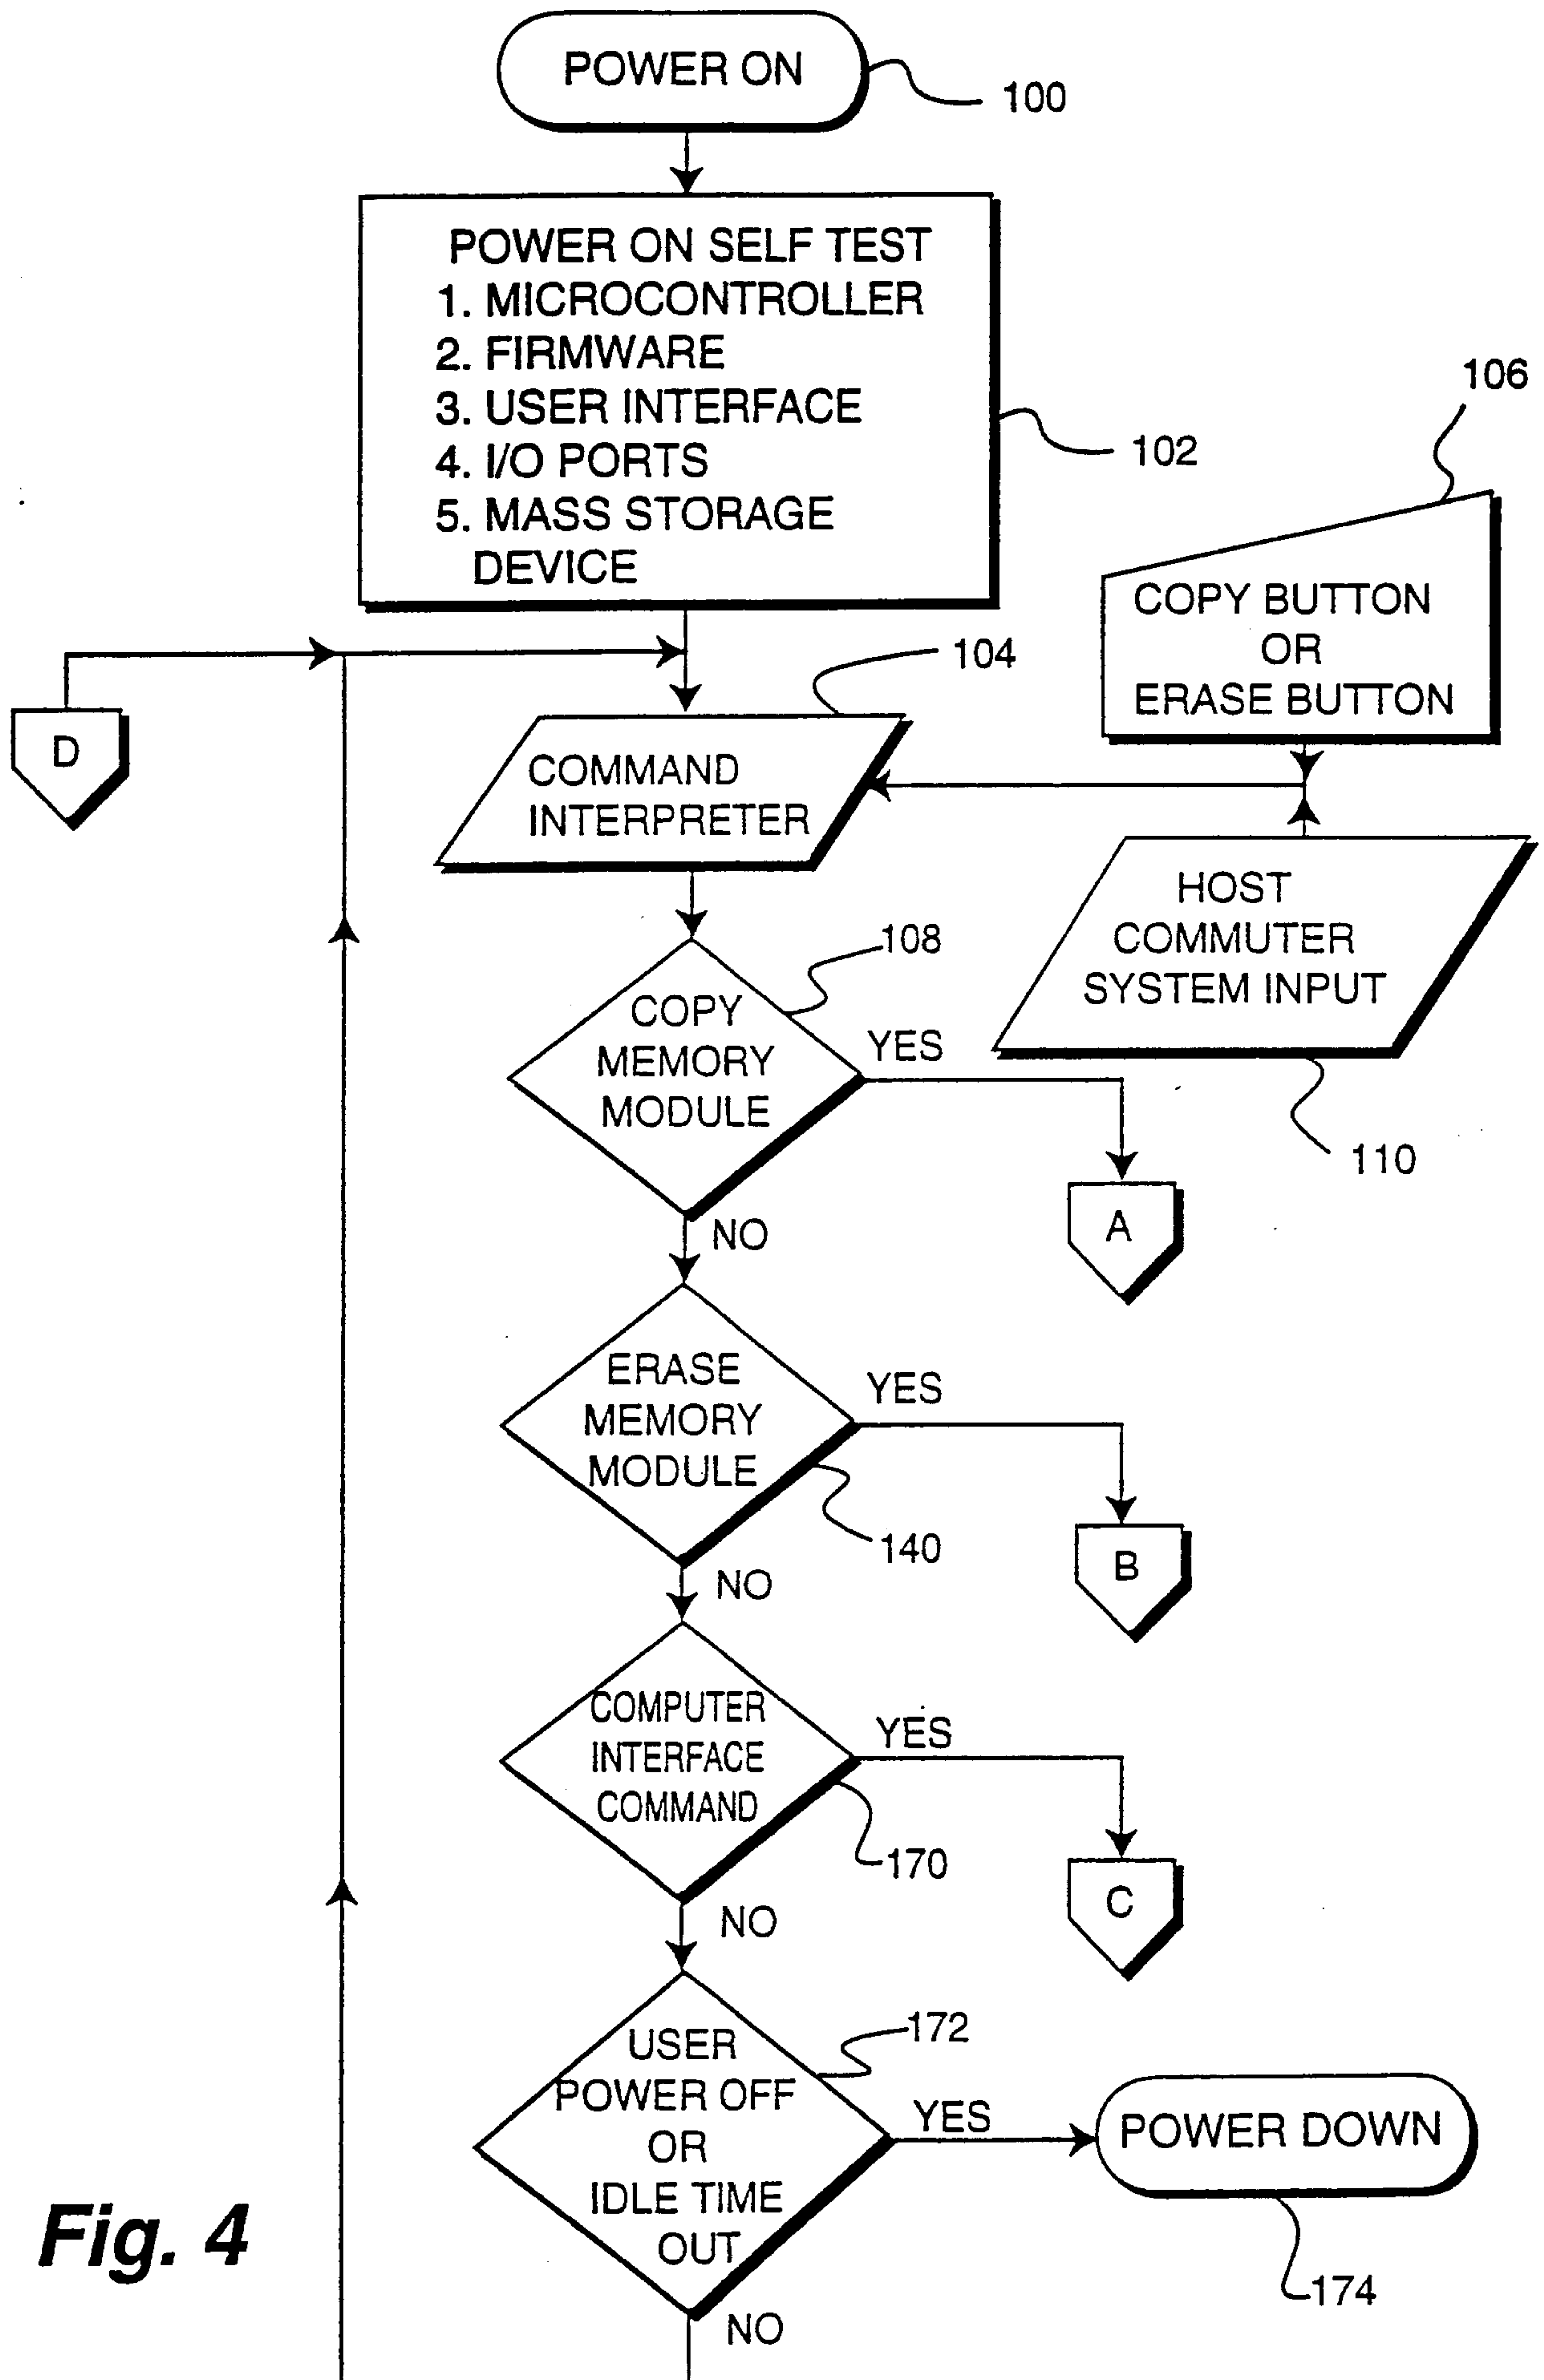 POWER ON
100
POWER ON SELF TEST
1. MICROCONTROLLER
2. FIRMWARE
3. USER INTERFACE
4. I/O PORTS
5. MASS STORAGE
DEVICE
102
106
COPY BUTTON
OR
ERASE BUTTON
104
D
COMMAND
INTERPRETER
HOST
COMMUTER
SYSTEM INPUT
110
108
COPY
MEMORY
MODULE
YES
A
NO
ERASE
MEMORY
MODULE
YES
140
B
NO
COMPUTER
INTERFACE
COMMAND
YES
170
C
NO
172
USER
POWER OFF
OR
IDLE TIME
OUT
YES
POWER DOWN
174
NO
Fig. 4